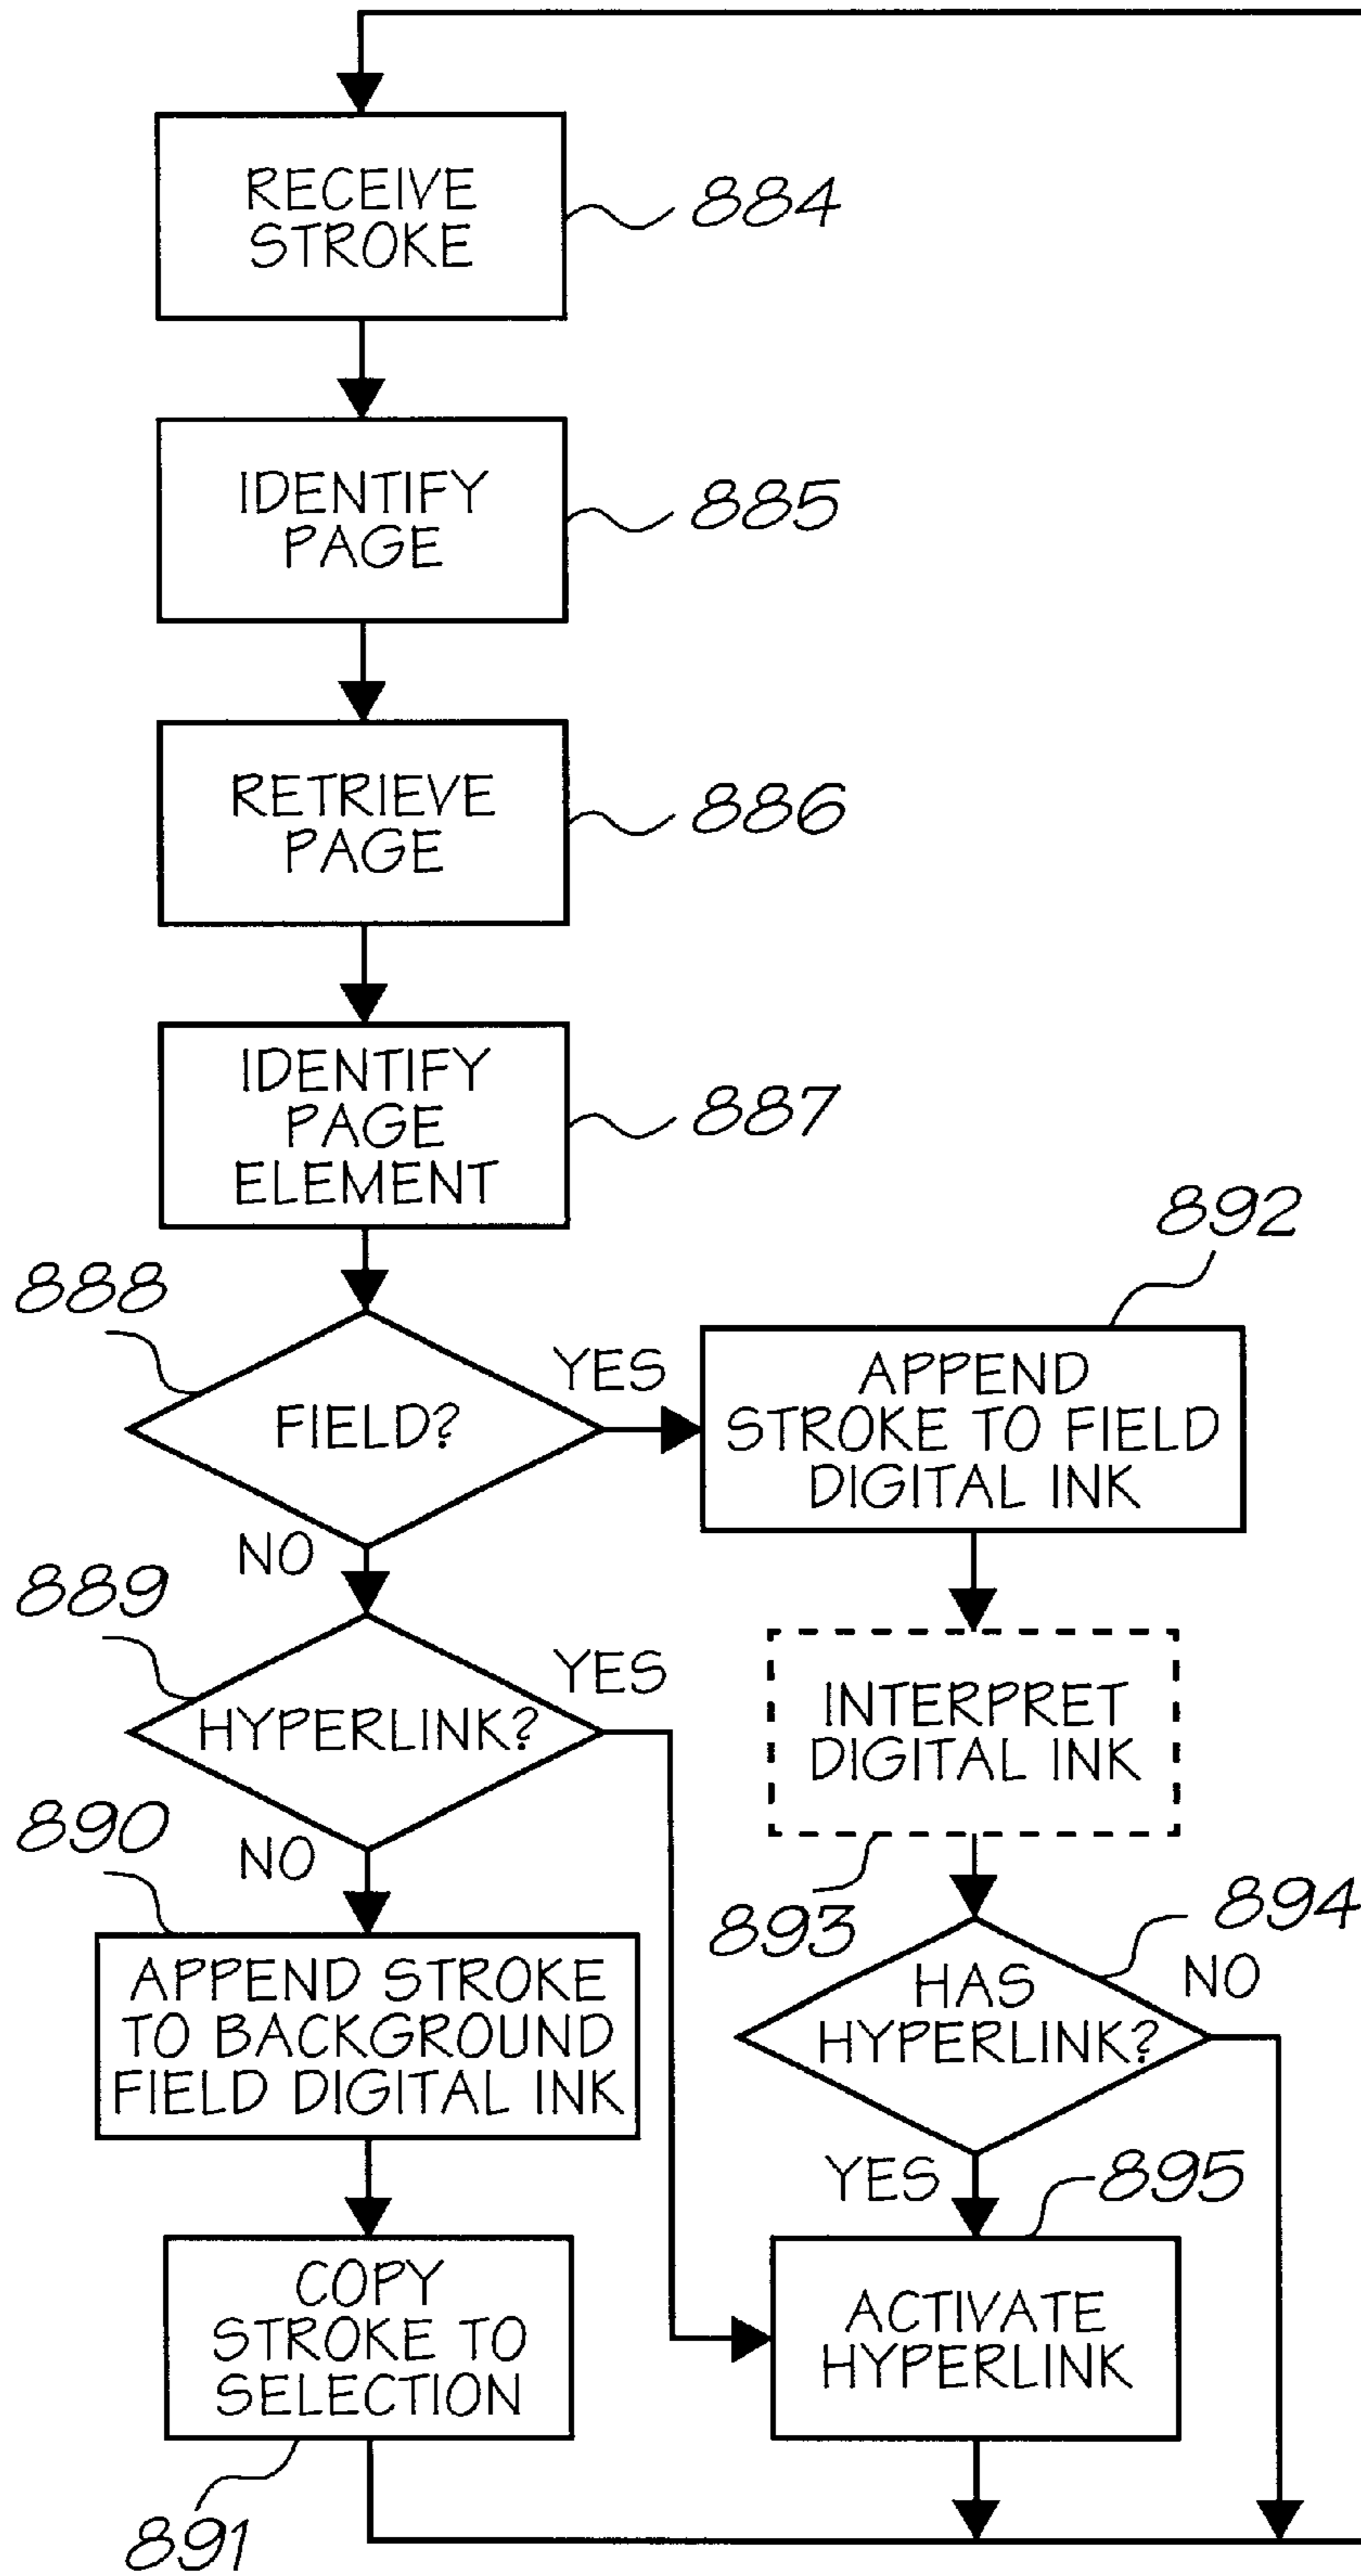 RECEIVE
STROKE
884
IDENTIFY
PAGE
885
RETRIEVE
PAGE
886
IDENTIFY
PAGE
ELEMENT
887
888
FIELD?
YES
NO
892
APPEND
STROKE TO FIELD
DIGITAL INK
889
HYPERLINK?
YES
NO
INTERPRET
DIGITAL INK
893
890
APPEND STROKE
TO BACKGROUND
FIELD DIGITAL INK
894
HAS
HYPERLINK?
NO
YES
895
COPY
STROKE TO
SELECTION
891
ACTIVATE
HYPERLINK